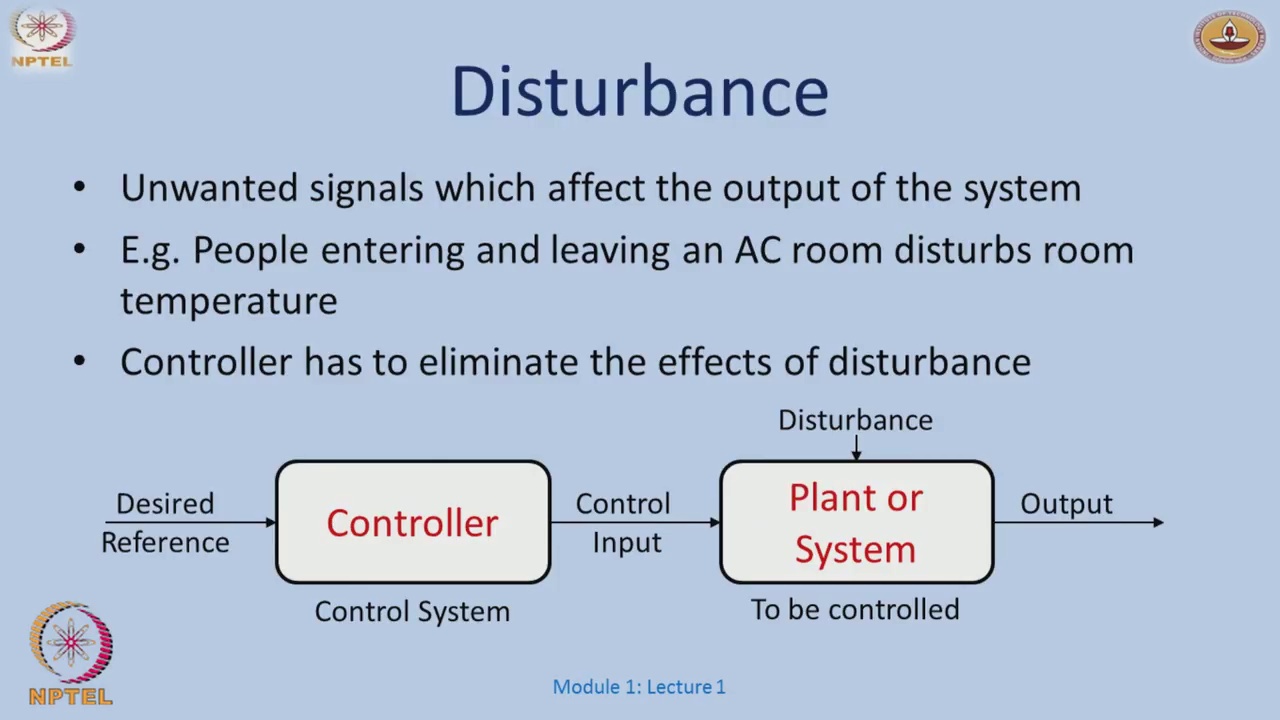 NPTEL
Disturbance
• Unwanted signals which affect the output of the system
• E.g. People entering and leaving an AC room disturbs room
temperature
• Controller has to eliminate the effects of disturbance
Disturbance
Desired
Reference
Controller
Control
Input
Plant or
System
Output
Control System
To be controlled
NPTEL
Module 1: Lecture 1